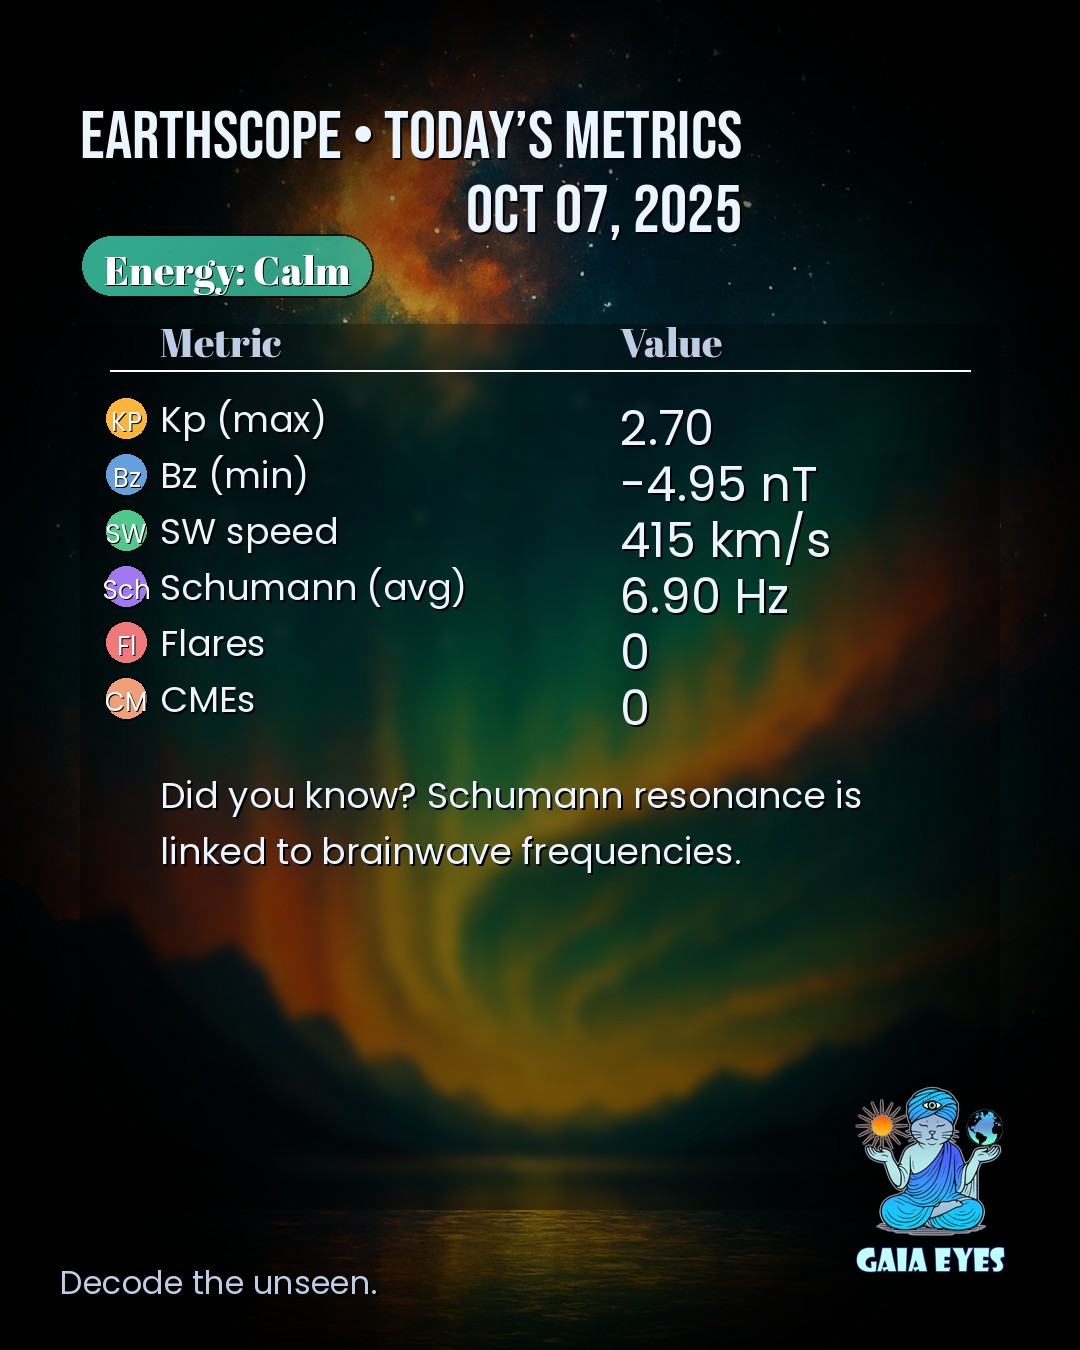 EARTHSCOPE • TODAY’S METRICS
OCT 07, 2025
Energy: Calm
Metric Value
KP Kp (max) 2.70
Bz Bz (min) -4.95 nT
SW SW speed 415 km/s
Sch Schumann (avg) 6.90 Hz
Fl Flares 0
CM CMEs 0
Did you know? Schumann resonance is
linked to brainwave frequencies.
GAIA EYES
Decode the unseen.